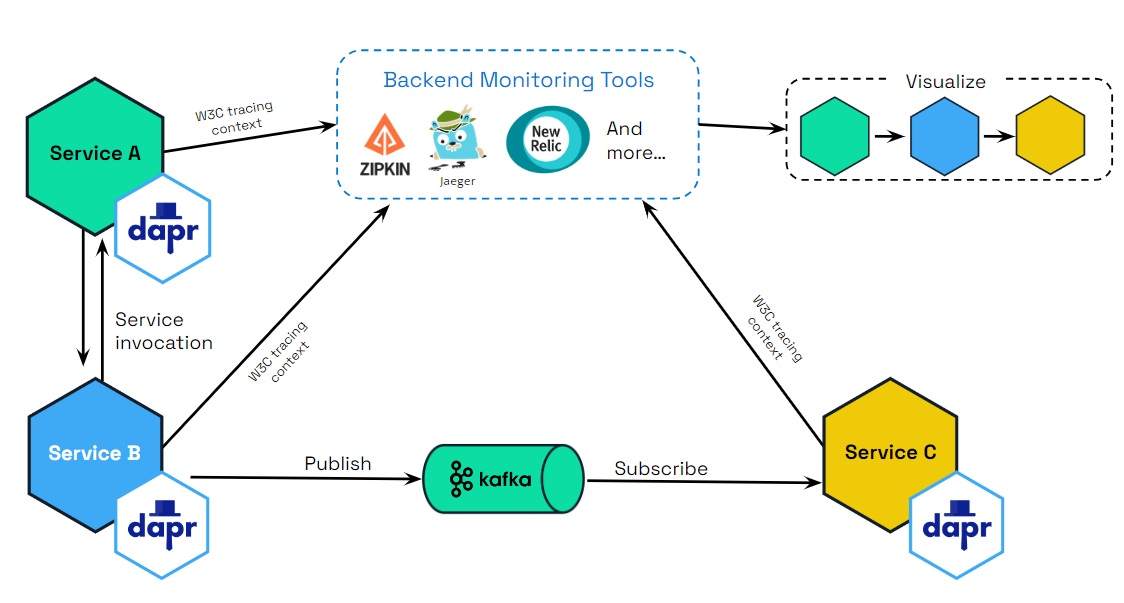 Backend Monitoring Tools
ZIPKIN
Jaeger
New
Relic
And
more...
Visualize
W3C tracing
context
Service A
dapr
Service
invocation
W3C tracing
context
W3C tracing
context
Service B
dapr
Publish
kafka
Subscribe
Service C
dapr